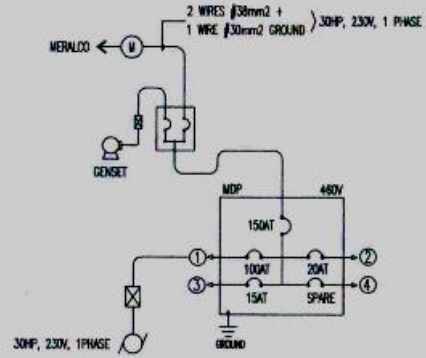 2 WIRES ∮38mm2 +
1 WIRE ∮30mm2 GROUND
30HP, 230V, 1 PHASE
MERALCO
M
GENSET
MDP 460V
150AT
1
100AT
20AT
2
3
15AT
SPARE
4
GROUND
30HP, 230V, 1PHASE